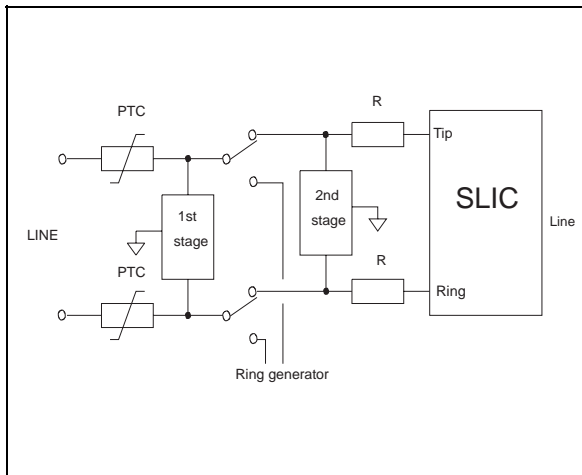 PTC
R
Tip
1st
stage
2nd
stage
SLIC
LINE
Line
PTC
R
Ring
Ring generator